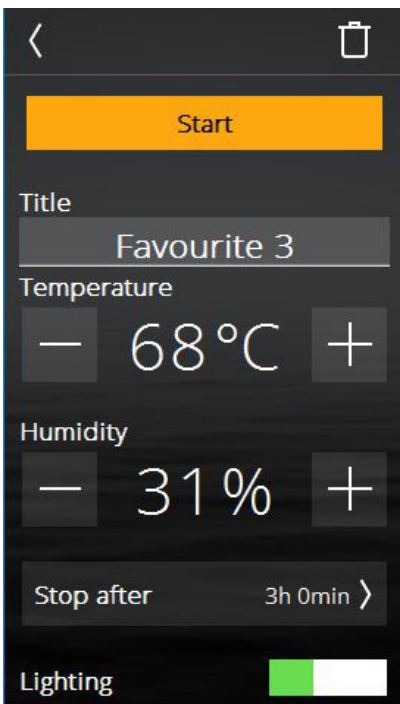 Start
Title
Favourite 3
Temperature
68°C
Humidity
31%
Stop after 3h 0min
Lighting